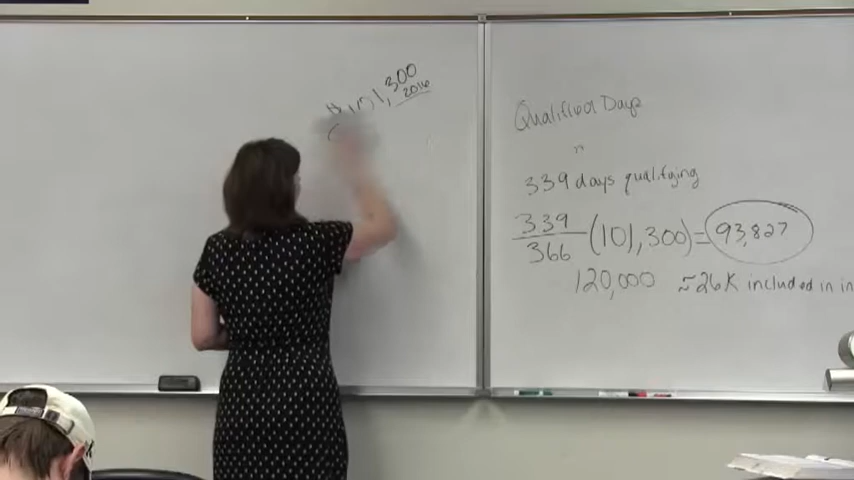 101,300
2016
Qualified Days
339 days qualifying
339/366 (101,300) = 93,827
120,000 ≈26K included in in